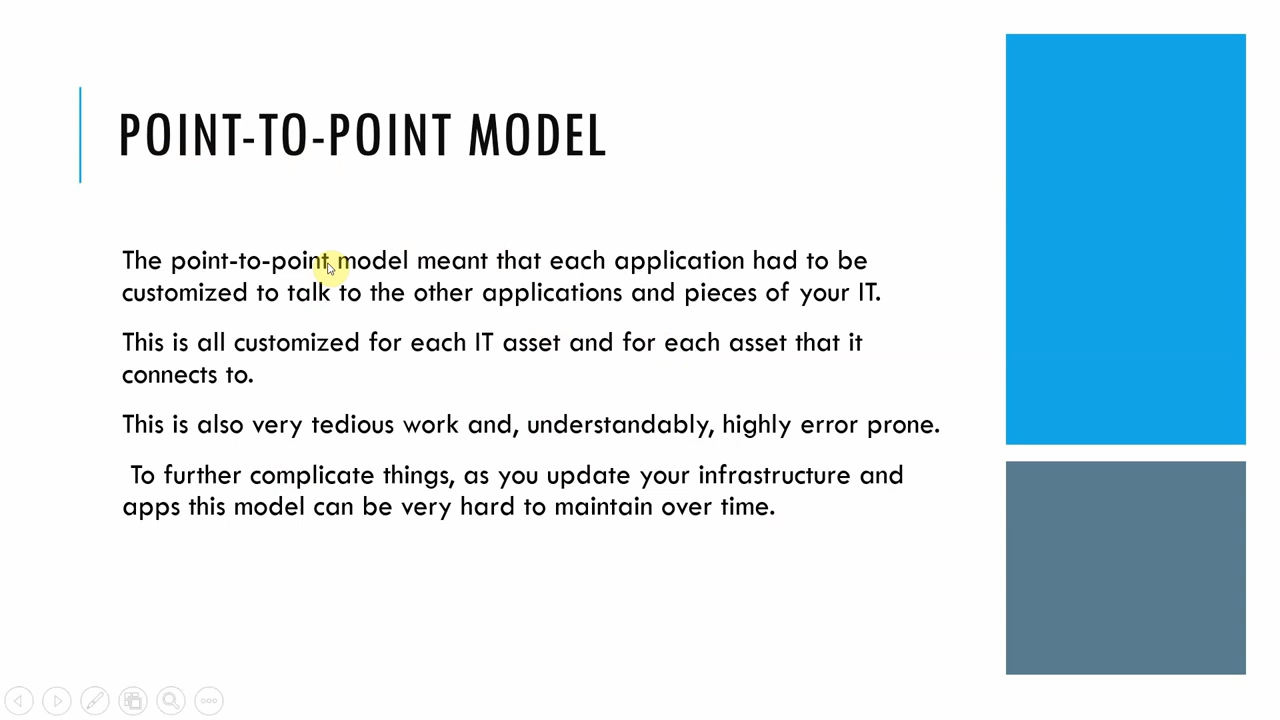 POINT-TO-POINT MODEL
The point-to-point model meant that each application had to be
customized to talk to the other applications and pieces of your IT.
This is all customized for each IT asset and for each asset that it
connects to.
This is also very tedious work and, understandably, highly error prone.
To further complicate things, as you update your infrastructure and
apps this model can be very hard to maintain over time.